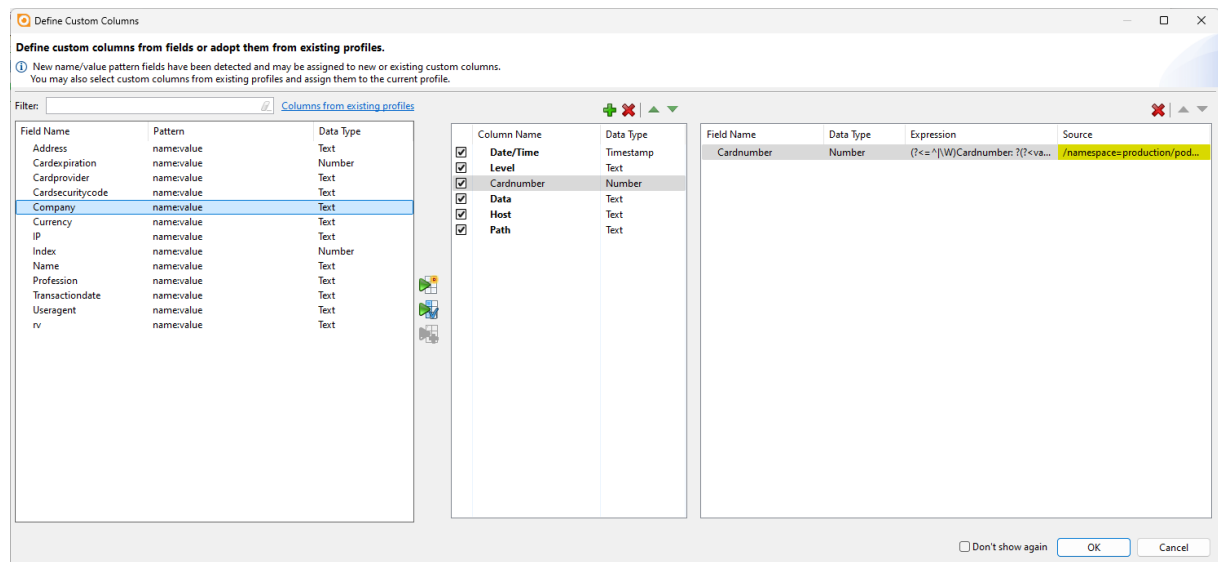 Define Custom Columns
Define custom columns from fields or adopt them from existing profiles.
New name/value pattern fields have been detected and may be assigned to new or existing custom columns.
You may also select custom columns from existing profiles and assign them to the current profile.
Filter: Columns from existing profiles
Field Name Pattern Data Type
Address name:value Text
Cardexpiration name:value Number
Cardprovider name:value Text
Cardsecuritycode name:value Text
Company name:value Text
Currency name:value Text
IP name:value Text
Index name:value Number
Name name:value Text
Profession name:value Text
Transactiondate name:value Text
Useragent name:value Text
rv name:value Text
Column Name Data Type
Date/Time Timestamp
Level Text
Cardnumber Number
Data Text
Host Text
Path Text
Field Name Data Type Expression Source
Cardnumber Number (?<=^|\W)Cardnumber: ?(?<va... /namespace=production/pod...
Don't show again OK Cancel